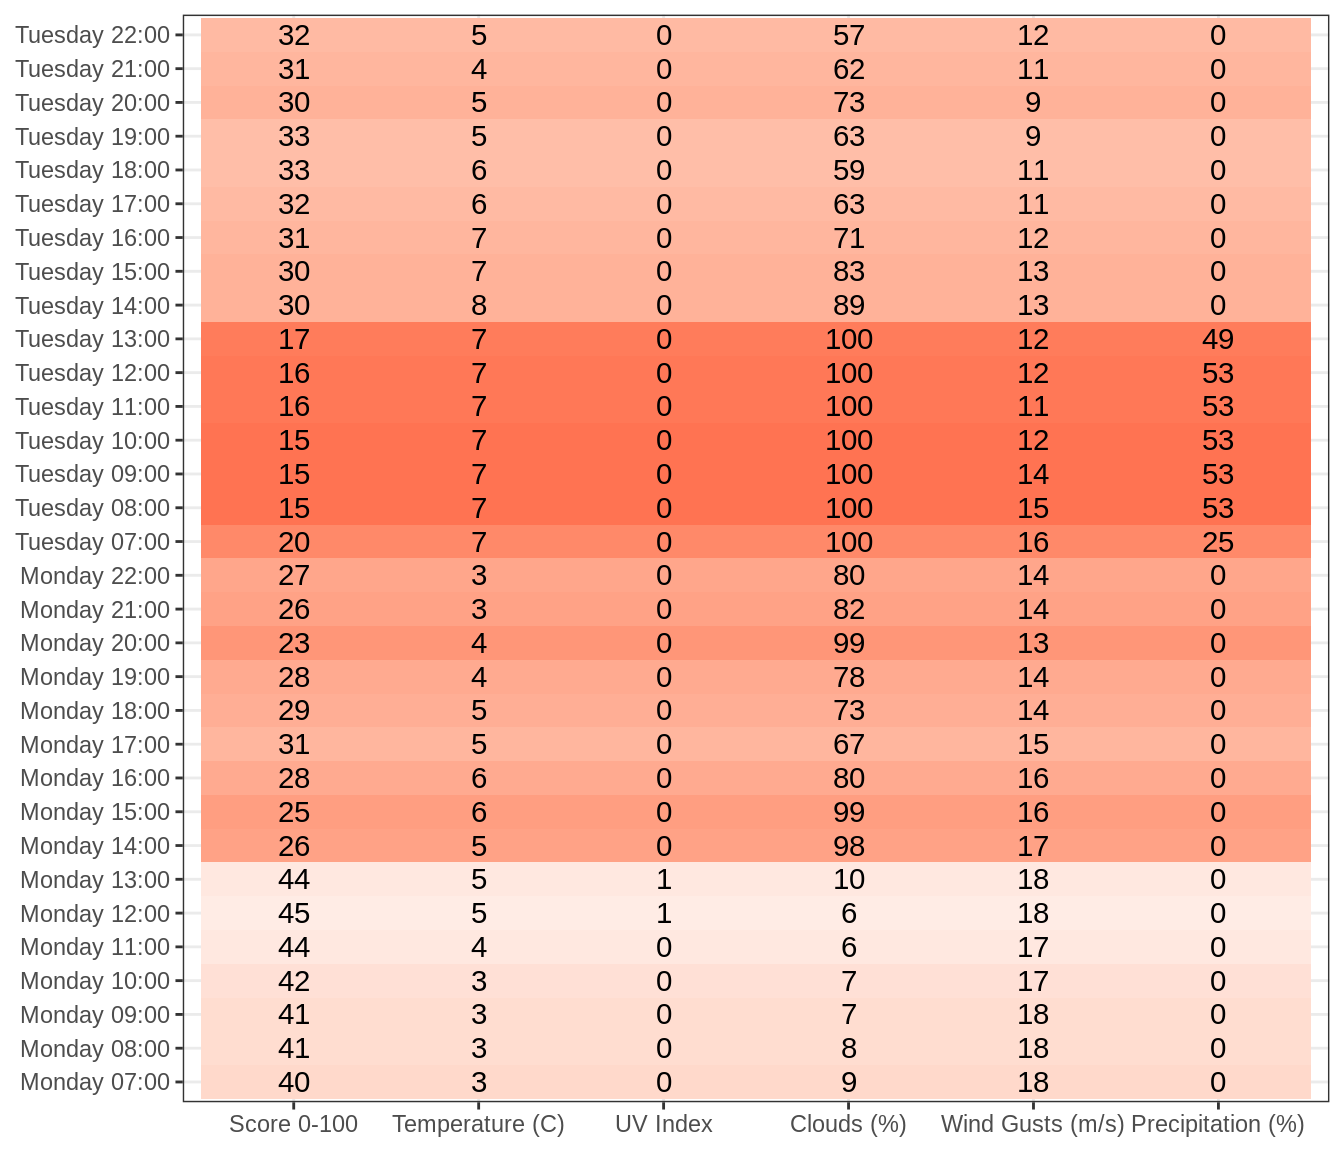 Tuesday 22:00 32 5 0 57 12 0
Tuesday 21:00 31 4 0 62 11 0
Tuesday 20:00 30 5 0 73 9 0
Tuesday 19:00 33 5 0 63 9 0
Tuesday 18:00 33 6 0 59 11 0
Tuesday 17:00 32 6 0 63 11 0
Tuesday 16:00 31 7 0 71 12 0
Tuesday 15:00 30 7 0 83 13 0
Tuesday 14:00 30 8 0 89 13 0
Tuesday 13:00 17 7 0 100 12 49
Tuesday 12:00 16 7 0 100 12 53
Tuesday 11:00 16 7 0 100 11 53
Tuesday 10:00 15 7 0 100 12 53
Tuesday 09:00 15 7 0 100 14 53
Tuesday 08:00 15 7 0 100 15 53
Tuesday 07:00 20 7 0 100 16 25
Monday 22:00 27 3 0 80 14 0
Monday 21:00 26 3 0 82 14 0
Monday 20:00 23 4 0 99 13 0
Monday 19:00 28 4 0 78 14 0
Monday 18:00 29 5 0 73 14 0
Monday 17:00 31 5 0 67 15 0
Monday 16:00 28 6 0 80 16 0
Monday 15:00 25 6 0 99 16 0
Monday 14:00 26 5 0 98 17 0
Monday 13:00 44 5 1 10 18 0
Monday 12:00 45 5 1 6 18 0
Monday 11:00 44 4 0 6 17 0
Monday 10:00 42 3 0 7 17 0
Monday 09:00 41 3 0 7 18 0
Monday 08:00 41 3 0 8 18 0
Monday 07:00 40 3 0 9 18 0
Score 0-100 Temperature (C) UV Index Clouds (%) Wind Gusts (m/s) Precipitation (%)